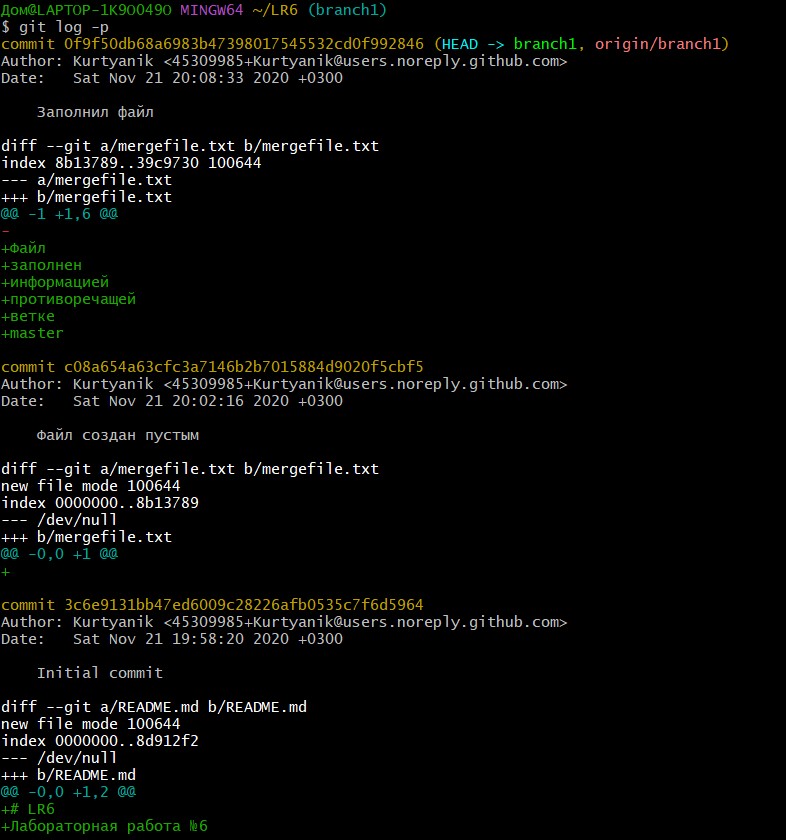 Дом@LAPTOP-1K9OO49O MINGW64 ~/LR6 (branch1)
$ git log -p
commit 0f9f50db68a6983b47398017545532cd0f992846 (HEAD -> branch1, origin/branch1)
Author: Kurtyanik <45309985+Kurtyanik@users.noreply.github.com>
Date:   Sat Nov 21 20:08:33 2020 +0300
    Заполнил файл
diff --git a/mergefile.txt b/mergefile.txt
index 8b13789..39c9730 100644
--- a/mergefile.txt
+++ b/mergefile.txt
@@ -1 +1,6 @@
-
+Файл
+заполнен
+информацией
+противоречащей
+ветке
+master
commit c08a654a63cfc3a7146b2b7015884d9020f5cbf5
Author: Kurtyanik <45309985+Kurtyanik@users.noreply.github.com>
Date:   Sat Nov 21 20:02:16 2020 +0300
    Файл создан пустым
diff --git a/mergefile.txt b/mergefile.txt
new file mode 100644
index 0000000..8b13789
--- /dev/null
+++ b/mergefile.txt
@@ -0,0 +1 @@
+
commit 3c6e9131bb47ed6009c28226afb0535c7f6d5964
Author: Kurtyanik <45309985+Kurtyanik@users.noreply.github.com>
Date:   Sat Nov 21 19:58:20 2020 +0300
    Initial commit
diff --git a/README.md b/README.md
new file mode 100644
index 0000000..8d912f2
--- /dev/null
+++ b/README.md
@@ -0,0 +1,2 @@
+# LR6
+Лабораторная работа №6